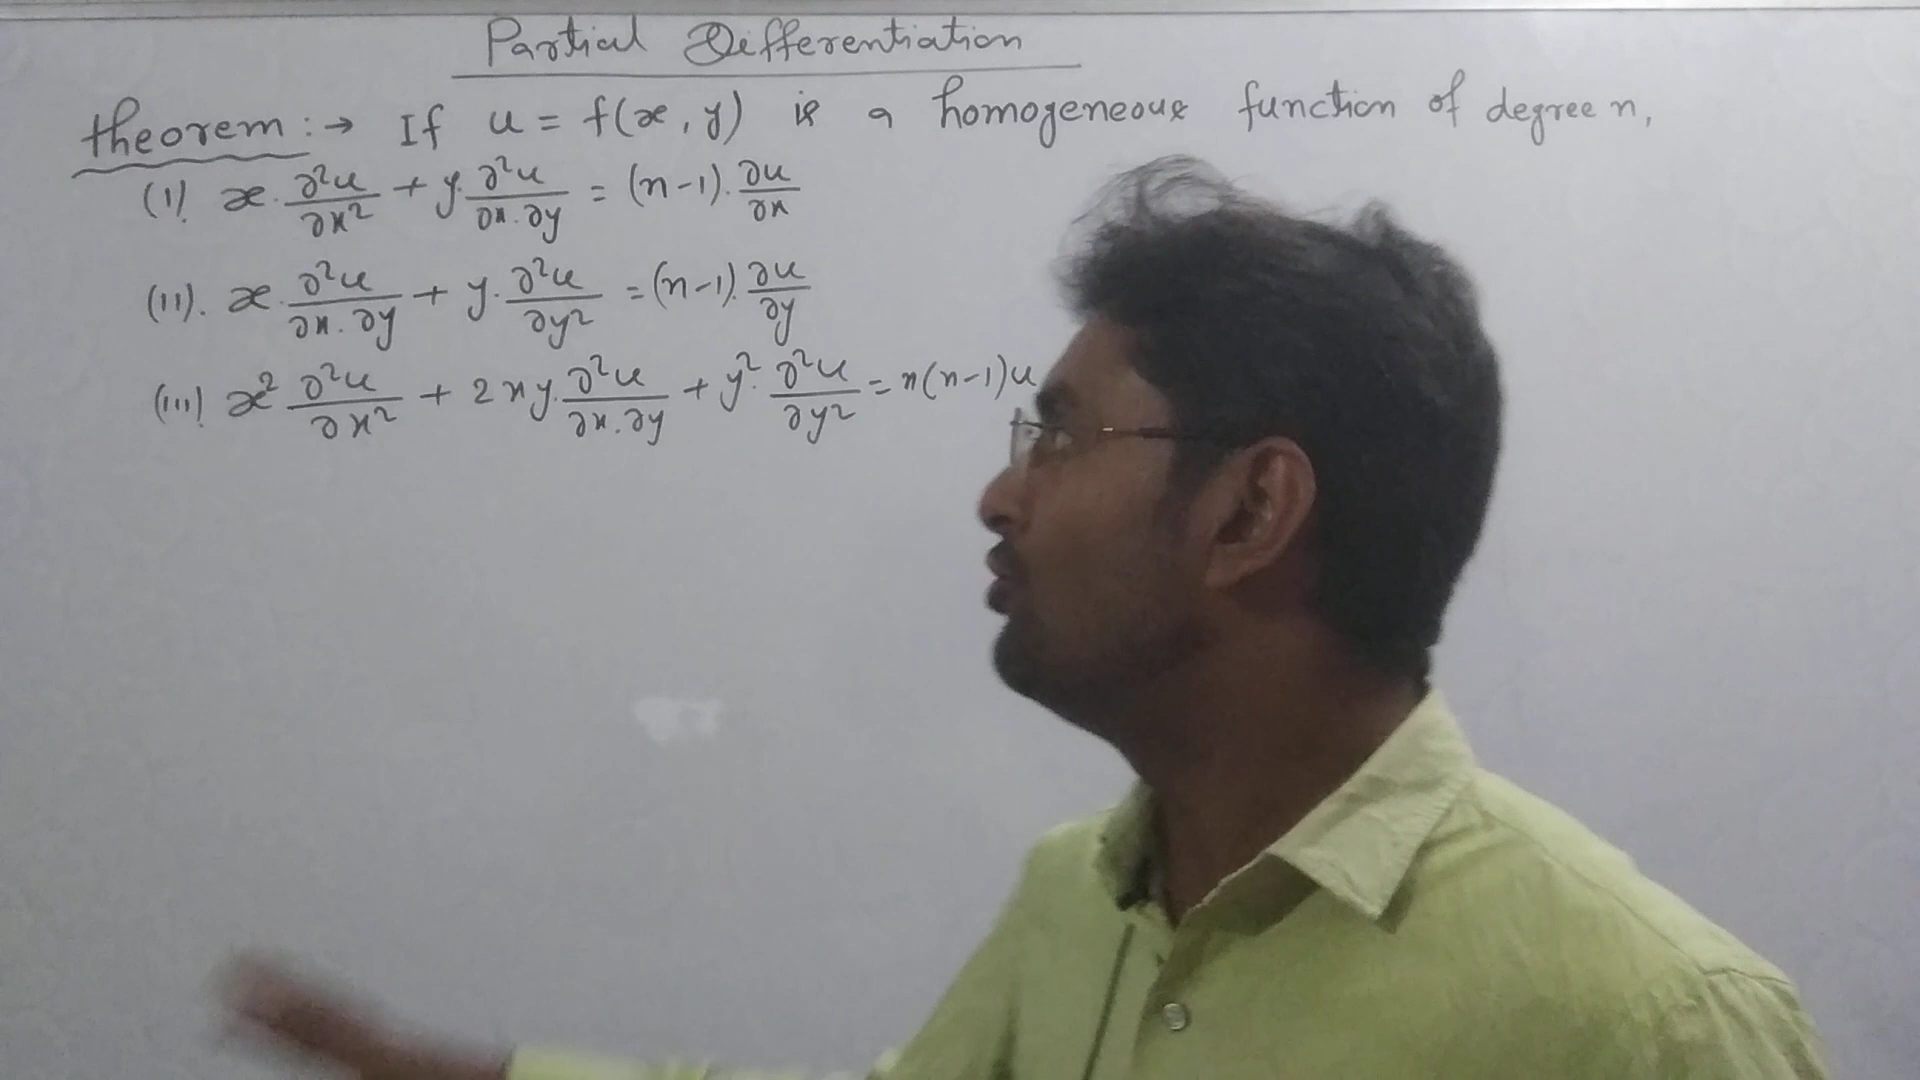 Partial Differentiation
theorem :→ If u = f(x, y) is a homogeneous function of degree n,
(i) x. ∂²u/∂x² + y. ∂²u/∂x.∂y = (n-1). ∂u/∂x
(ii). x. ∂²u/∂x.∂y + y. ∂²u/∂y² = (n-1). ∂u/∂y
(iii) x² ∂²u/∂x² + 2xy. ∂²u/∂x.∂y + y². ∂²u/∂y² = n(n-1)u